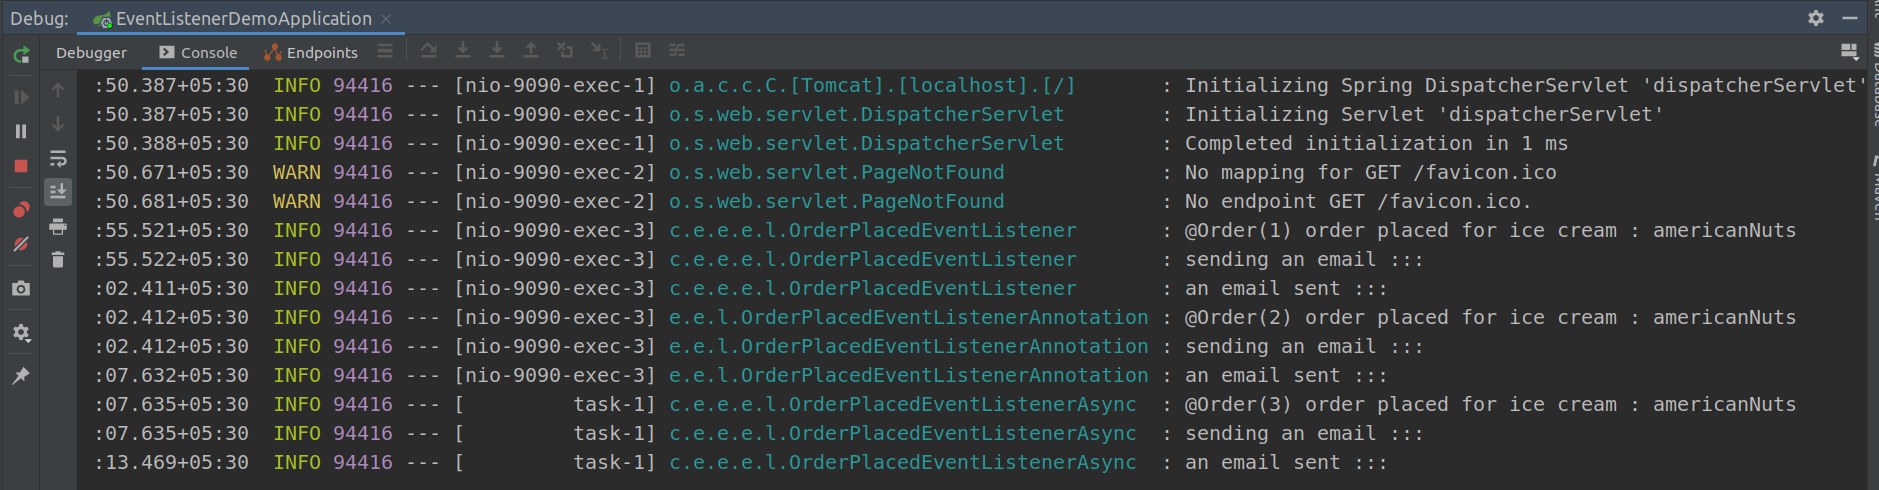 Debug: EventListenerDemoApplication
Debugger Console Endpoints
:50.387+05:30 INFO 94416 --- [nio-9090-exec-1] o.a.c.c.C.[Tomcat].[localhost].[/] : Initializing Spring DispatcherServlet 'dispatcherServlet'
:50.387+05:30 INFO 94416 --- [nio-9090-exec-1] o.s.web.servlet.DispatcherServlet : Initializing Servlet 'dispatcherServlet'
:50.388+05:30 INFO 94416 --- [nio-9090-exec-1] o.s.web.servlet.DispatcherServlet : Completed initialization in 1 ms
:50.671+05:30 WARN 94416 --- [nio-9090-exec-2] o.s.web.servlet.PageNotFound : No mapping for GET /favicon.ico
:50.681+05:30 WARN 94416 --- [nio-9090-exec-2] o.s.web.servlet.PageNotFound : No endpoint GET /favicon.ico.
:55.521+05:30 INFO 94416 --- [nio-9090-exec-3] c.e.e.e.l.OrderPlacedEventListener : @Order(1) order placed for ice cream : americanNuts
:55.522+05:30 INFO 94416 --- [nio-9090-exec-3] c.e.e.e.l.OrderPlacedEventListener : sending an email :::
:02.411+05:30 INFO 94416 --- [nio-9090-exec-3] c.e.e.e.l.OrderPlacedEventListener : an email sent :::
:02.412+05:30 INFO 94416 --- [nio-9090-exec-3] e.e.l.OrderPlacedEventListenerAnnotation : @Order(2) order placed for ice cream : americanNuts
:02.412+05:30 INFO 94416 --- [nio-9090-exec-3] e.e.l.OrderPlacedEventListenerAnnotation : sending an email :::
:07.632+05:30 INFO 94416 --- [nio-9090-exec-3] e.e.l.OrderPlacedEventListenerAnnotation : an email sent :::
:07.635+05:30 INFO 94416 --- [ task-1] c.e.e.e.l.OrderPlacedEventListenerAsync : @Order(3) order placed for ice cream : americanNuts
:07.635+05:30 INFO 94416 --- [ task-1] c.e.e.e.l.OrderPlacedEventListenerAsync : sending an email :::
:13.469+05:30 INFO 94416 --- [ task-1] c.e.e.e.l.OrderPlacedEventListenerAsync : an email sent :::